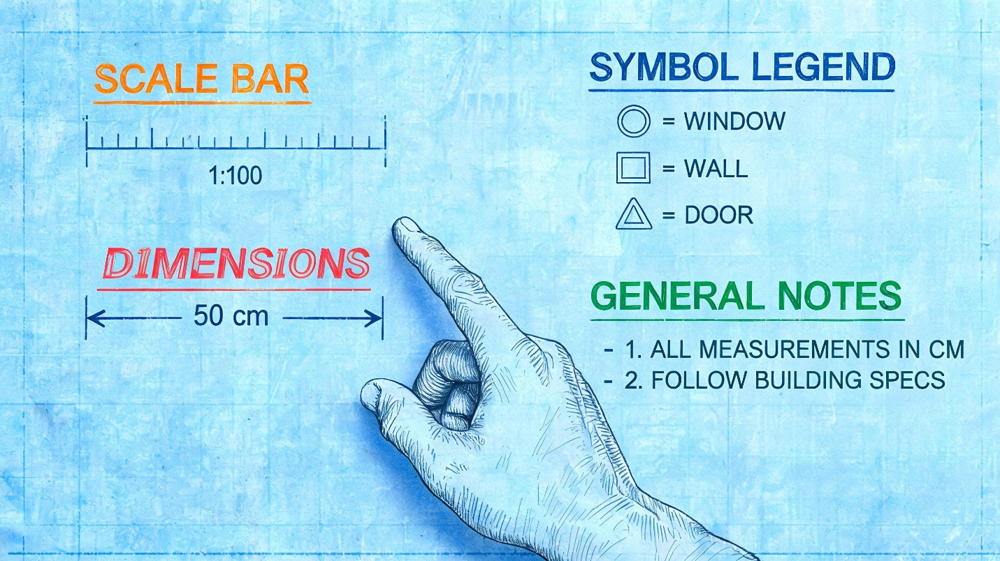 SCALE BAR
1:100
DIMENSIONS
50 cm
SYMBOL LEGEND
= WINDOW
= WALL
= DOOR
GENERAL NOTES
- 1. ALL MEASUREMENTS IN CM
- 2. FOLLOW BUILDING SPECS